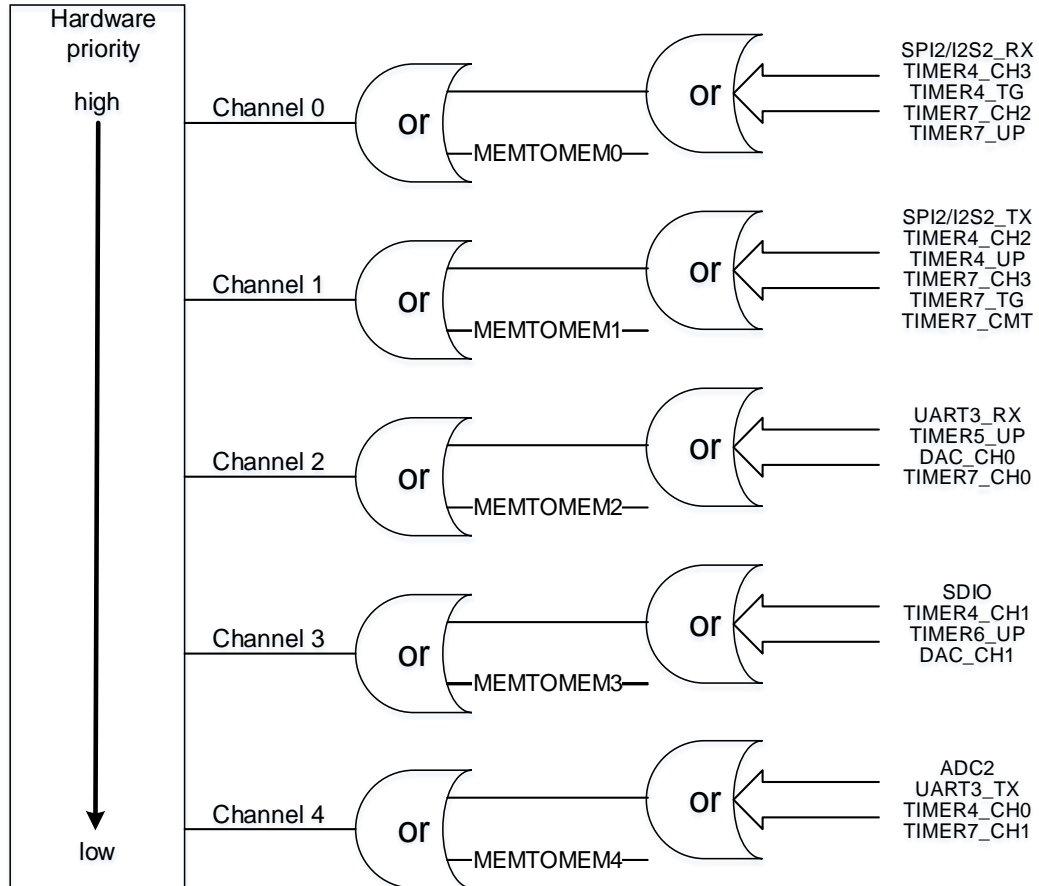 Hardware
priority
high
low
Channel 0
or
MEMTOMEM0
or
SPI2/I2S2_RX
TIMER4_CH3
TIMER4_TG
TIMER7_CH2
TIMER7_UP
Channel 1
or
MEMTOMEM1
or
SPI2/I2S2_TX
TIMER4_CH2
TIMER4_UP
TIMER7_CH3
TIMER7_TG
TIMER7_CMT
Channel 2
or
MEMTOMEM2
or
UART3_RX
TIMER5_UP
DAC_CH0
TIMER7_CH0
Channel 3
or
MEMTOMEM3
or
SDIO
TIMER4_CH1
TIMER6_UP
DAC_CH1
Channel 4
or
MEMTOMEM4
or
ADC2
UART3_TX
TIMER4_CH0
TIMER7_CH1